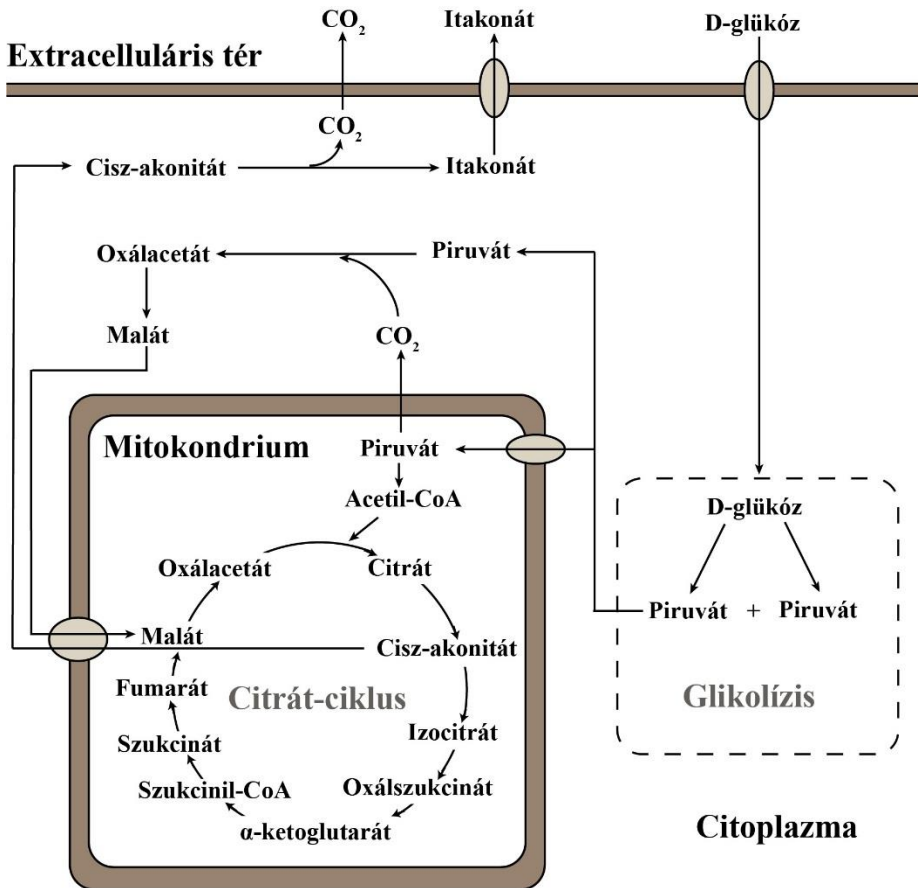 CO₂ Itakonát D-glükóz
Extracelluláris tér
CO₂
Cisz-akonitát Itakonát
Oxálacetát Piruvát
Malát CO₂
Mitokondrium Piruvát
Acetil-CoA
D-glükóz
Oxálacetát Citrát
Piruvát + Piruvát
Malát Cisz-akonitát
Fumarát Citrát-ciklus Glikolízis
Szukcinát Izocitrát
Szukcinil-CoA Oxálszukcinát
α-ketoglutarát Citoplazma